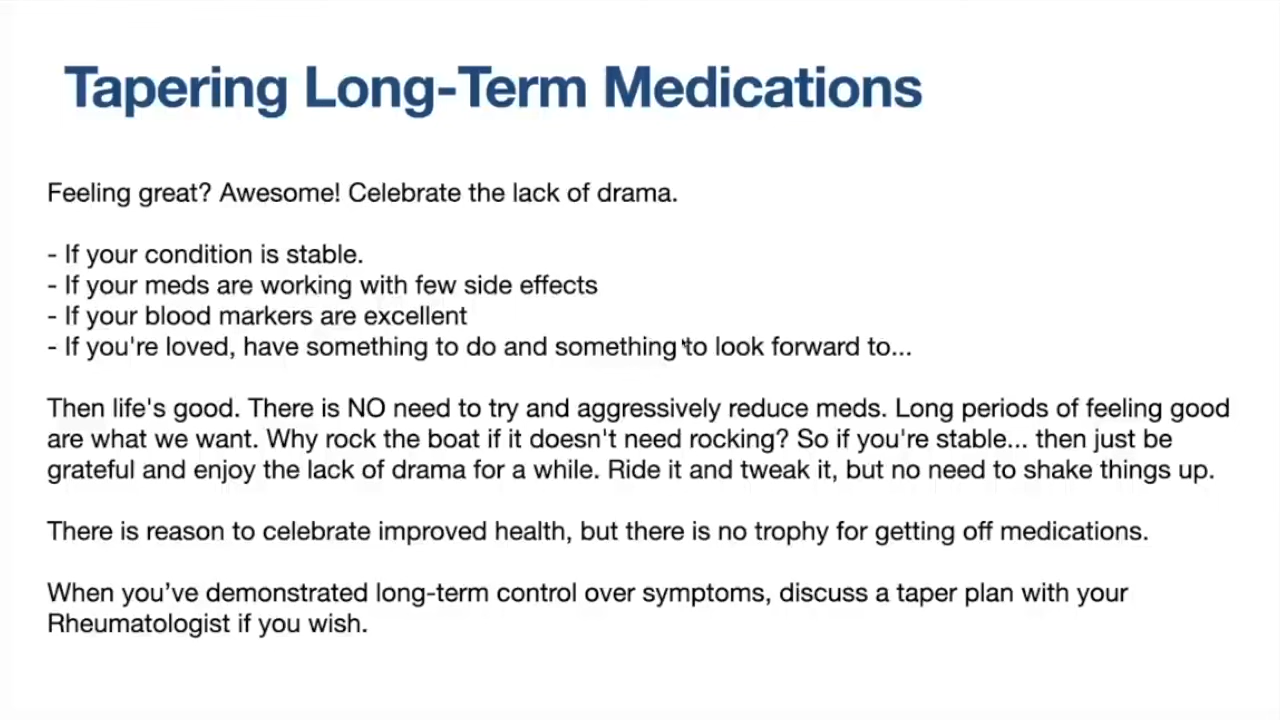 Tapering Long-Term Medications
Feeling great? Awesome! Celebrate the lack of drama.
- If your condition is stable.
- If your meds are working with few side effects
- If your blood markers are excellent
- If you're loved, have something to do and something to look forward to...
Then life's good. There is NO need to try and aggressively reduce meds. Long periods of feeling good
are what we want. Why rock the boat if it doesn't need rocking? So if you're stable... then just be
grateful and enjoy the lack of drama for a while. Ride it and tweak it, but no need to shake things up.
There is reason to celebrate improved health, but there is no trophy for getting off medications.
When you’ve demonstrated long-term control over symptoms, discuss a taper plan with your
Rheumatologist if you wish.